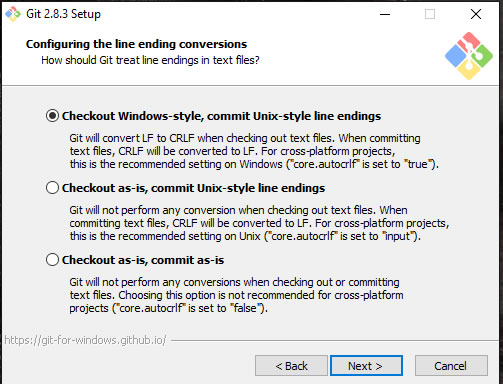 Git 2.8.3 Setup
Configuring the line ending conversions
How should Git treat line endings in text files?
Checkout Windows-style, commit Unix-style line endings
Git will convert LF to CRLF when checking out text files. When committing
text files, CRLF will be converted to LF. For cross-platform projects,
this is the recommended setting on Windows ("core.autocrlf" is set to "true").
Checkout as-is, commit Unix-style line endings
Git will not perform any conversion when checking out text files. When
committing text files, CRLF will be converted to LF. For cross-platform projects,
this is the recommended setting on Unix ("core.autocrlf" is set to "input").
Checkout as-is, commit as-is
Git will not perform any conversions when checking out or committing
text files. Choosing this option is not recommended for cross-platform
projects ("core.autocrlf" is set to "false").
https://git-for-windows.github.io/
< Back
Next >
Cancel